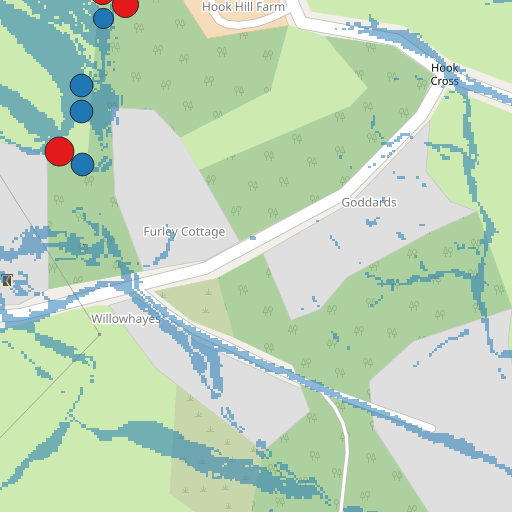 Hook Hill Farm
Hook
Cross
Goddards
Furley Cottage
Willowhayes